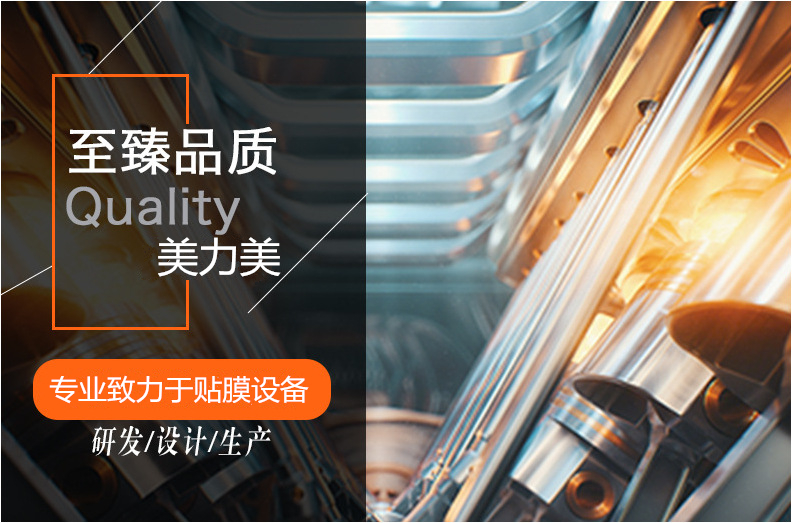 至臻品质
Quality
美力美
专业致力于贴膜设备
研发/设计/生产